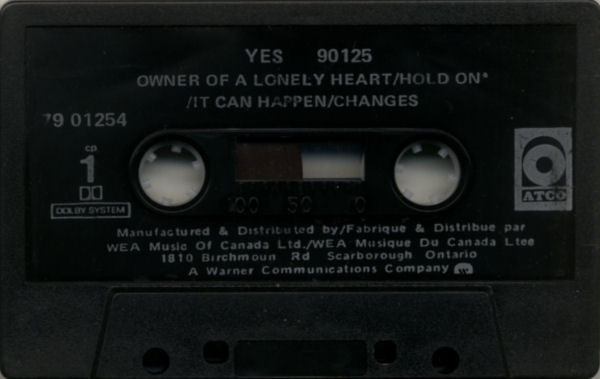 YES 90125
OWNER OF A LONELY HEART/HOLD ON*
/IT CAN HAPPEN/CHANGES
79 01254
cp
1
DOLBY SYSTEM
100 50 0
ATCO
Manufactured & Distributed by/Fabrique & Distribue par
WEA Music Of Canada Ltd./WEA Musique Du Canada Ltee
1810 Birchmoun Rd Scarborough Ontario
A Warner Communications Company